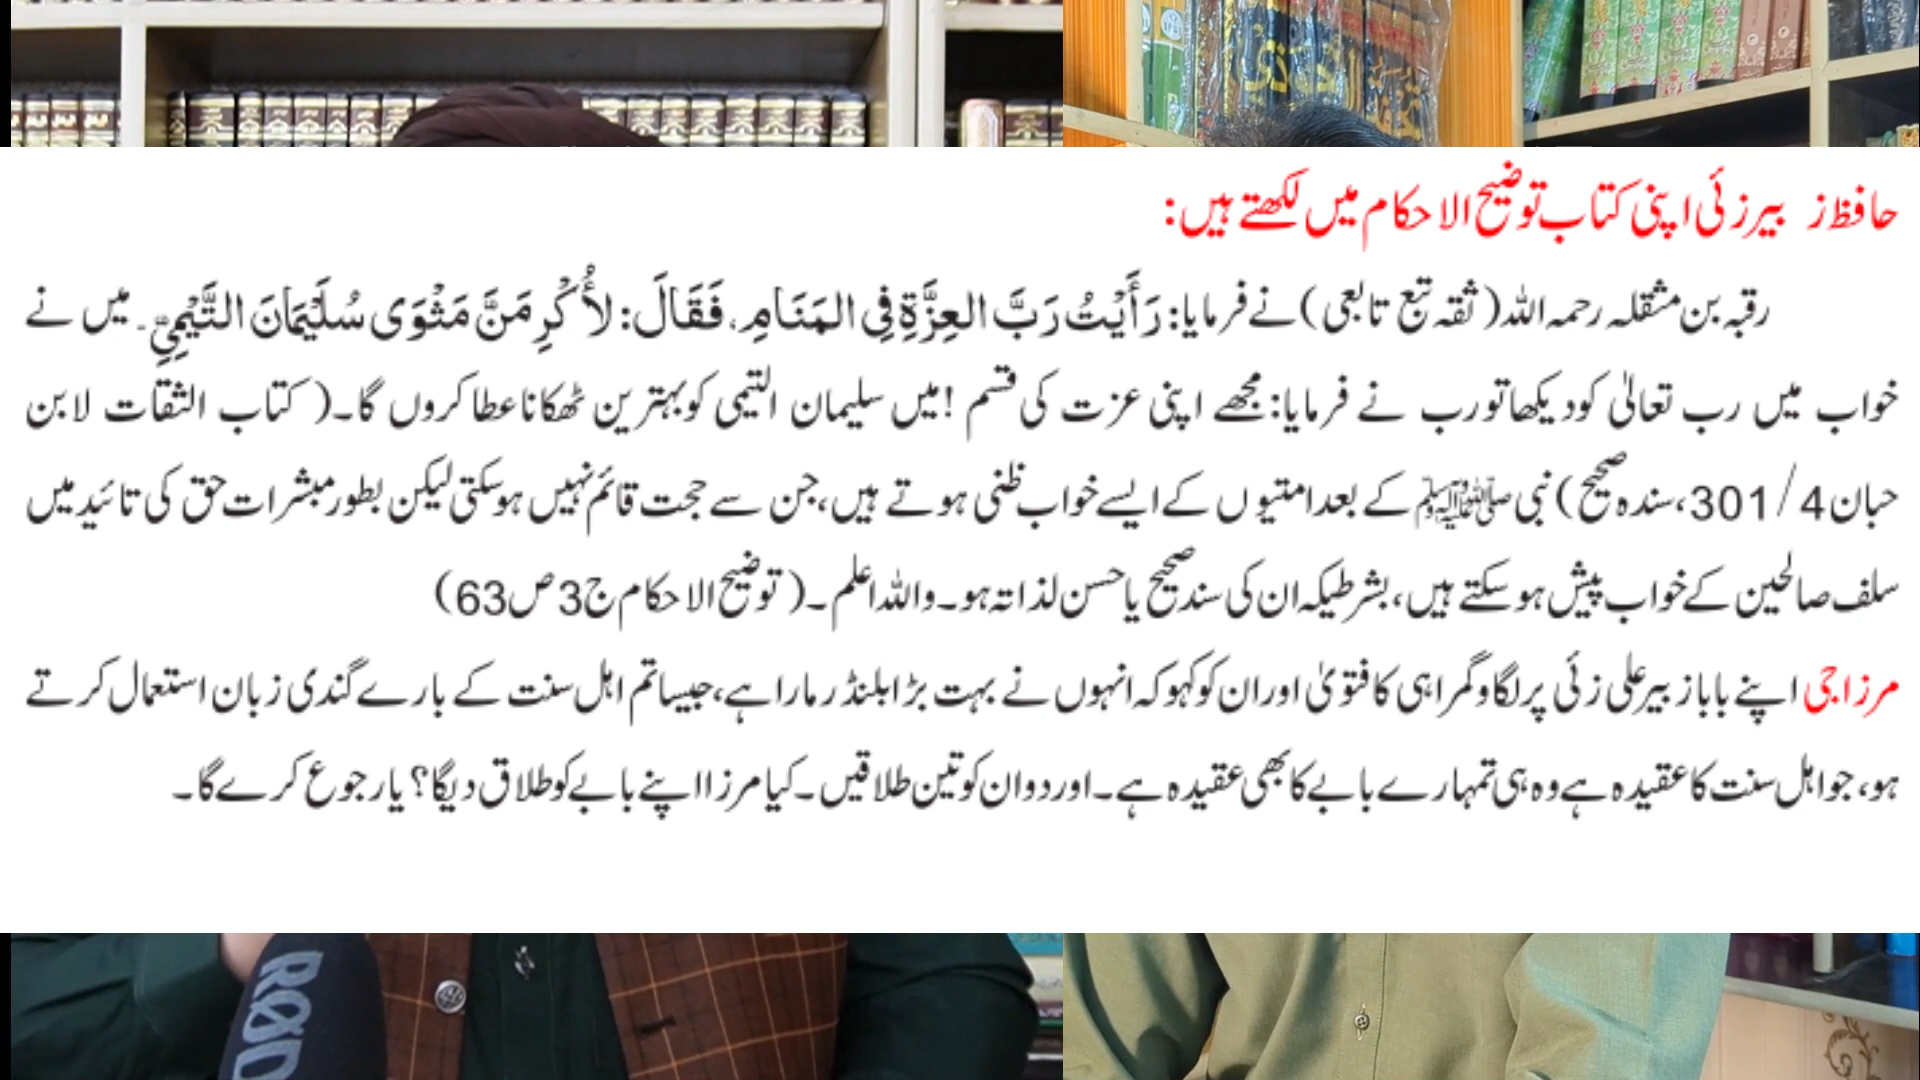 حافظ ز بیرزئی اپنی کتاب توضیح الاحکام میں لکھتے ہیں:
رقبہ بن مثقلہ رحمہ اللہ (ثقہ تبع تابعی) نے فرمایا: رَأَيْتُ رَبَّ العِزَّةِ فِي المَنَامِ، فَقَالَ: لأُكْرِ مَنَّ مَثْوَى سُلَيْمَانَ التَّيْمِيِّ۔ میں نے
خواب میں رب تعالیٰ کو دیکھا تو رب نے فرمایا: مجھے اپنی عزت کی قسم! میں سلیمان التیمی کو بہترین ٹھکانا عطا کروں گا۔ (کتاب الثقات لابن
حبان 4/301، سندہ صحیح) نبی ﷺ کے بعد امتیوں کے ایسے خواب ظنی ہوتے ہیں، جن سے حجت قائم نہیں ہوسکتی لیکن بطور مبشرات حق کی تائید میں
سلف صالحین کے خواب پیش ہو سکتے ہیں، بشرطیکہ ان کی سند صحیح یا حسن لذاتہ ہو۔ واللہ اعلم۔ (توضیح الاحکام ج3 ص63)
مرزا جی اپنے بابا زبیر علی زئی پر لگاو گمراہی کا فتویٰ اور ان کو کہو کہ انہوں نے بہت بڑا بلنڈر مارا ہے، جیسا تم اہل سنت کے بارے گندی زبان استعمال کرتے
ہو، جو اہل سنت کا عقیدہ ہے وہ ہی تمہارے بابے کا بھی عقیدہ ہے۔ اور دو ان کو تین طلاقیں۔ کیا مرزا اپنے بابے کو طلاق دیگا؟ یا رجوع کرے گا۔
RØD